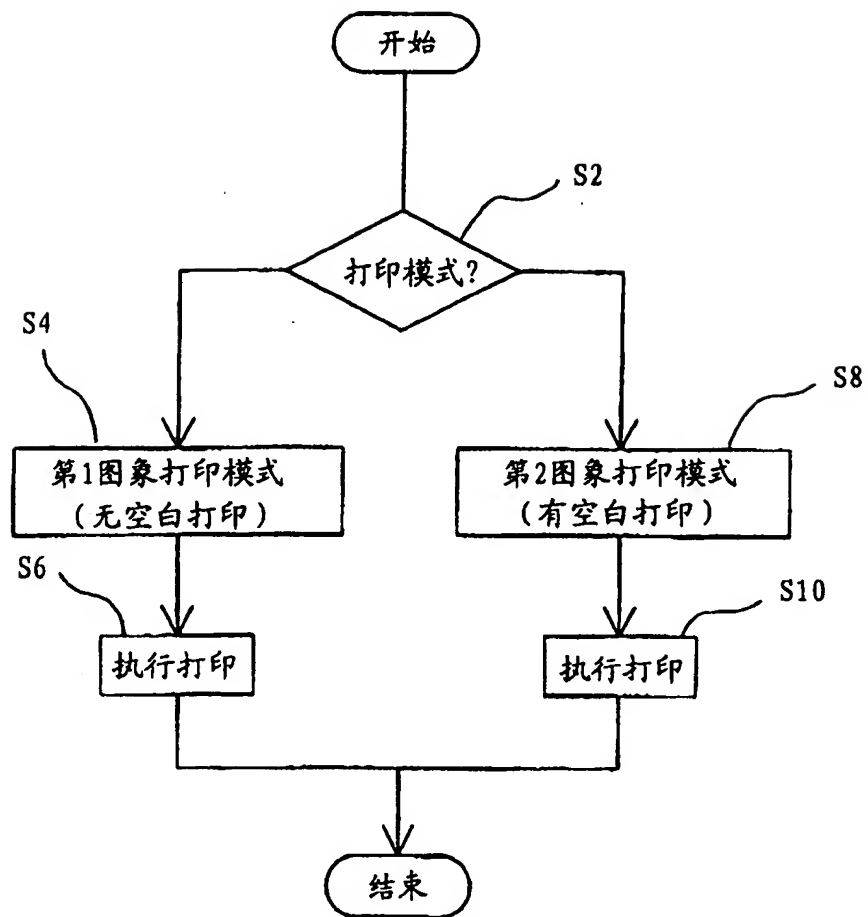 开始
S2
打印模式?
S4
S8
第1图象打印模式
(无空白打印)
第2图象打印模式
(有空白打印)
S6
S10
执行打印
执行打印
结束